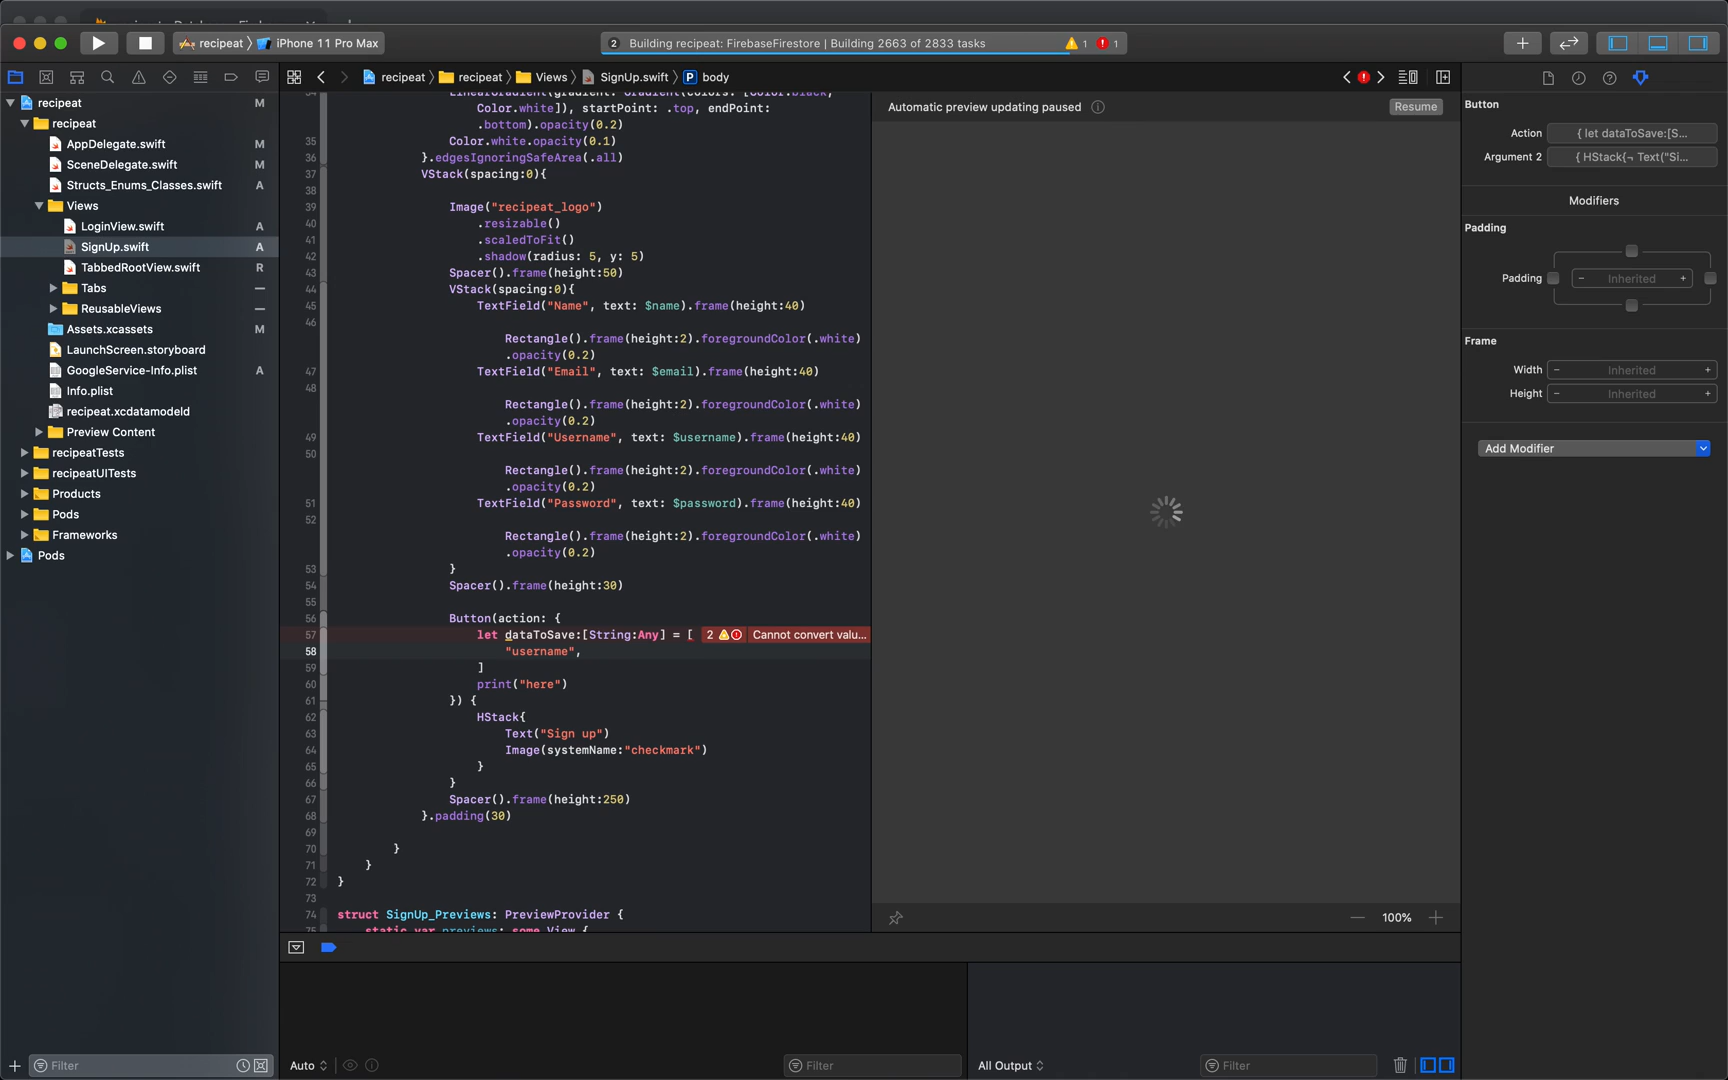 recipeat
iPhone 11 Pro Max
2 Building recipeat: FirebaseFirestore | Building 2663 of 2833 tasks
1
1
recipeat
recipeat
Views
SignUp.swift
P body
recipeat M
recipeat
AppDelegate.swift M
SceneDelegate.swift M
Structs_Enums_Classes.swift A
Views
LoginView.swift A
SignUp.swift A
TabbedRootView.swift R
Tabs
ReusableViews
Assets.xcassets M
LaunchScreen.storyboard
GoogleService-Info.plist A
Info.plist
recipeat.xcdatamodeld
Preview Content
recipeatTests
recipeatUITests
Products
Pods
Frameworks
Pods
Filter
34 LinearGradient(gradient: Gradient(colors: [Color.black,
Color.white]), startPoint: .top, endPoint:
.bottom).opacity(0.2)
35 Color.white.opacity(0.1)
36 }.edgesIgnoringSafeArea(.all)
37 VStack(spacing:0){
38
39 Image("recipeat_logo")
40 .resizable()
41 .scaledToFit()
42 .shadow(radius: 5, y: 5)
43 Spacer().frame(height:50)
44 VStack(spacing:0){
45 TextField("Name", text: $name).frame(height:40)
46
Rectangle().frame(height:2).foregroundColor(.white)
.opacity(0.2)
47 TextField("Email", text: $email).frame(height:40)
48
Rectangle().frame(height:2).foregroundColor(.white)
.opacity(0.2)
49 TextField("Username", text: $username).frame(height:40)
50
Rectangle().frame(height:2).foregroundColor(.white)
.opacity(0.2)
51 TextField("Password", text: $password).frame(height:40)
52
Rectangle().frame(height:2).foregroundColor(.white)
.opacity(0.2)
53 }
54 Spacer().frame(height:30)
55
56 Button(action: {
57 let dataToSave:[String:Any] = [ 2 Cannot convert valu...
58 "username",
59 ]
60 print("here")
61 }) {
62 HStack{
63 Text("Sign up")
64 Image(systemName:"checkmark")
65 }
66 }
67 Spacer().frame(height:250)
68 }.padding(30)
69
70 }
71 }
72 }
73
74 struct SignUp_Previews: PreviewProvider {
75 static var previews: some View {
Automatic preview updating paused
Resume
100%
Button
Action { let dataToSave:[S...
Argument 2 { HStack{¬ Text("Si...
Modifiers
Padding
Padding − Inherited +
Frame
Width − Inherited +
Height − Inherited +
Add Modifier
Auto
Filter
All Output
Filter